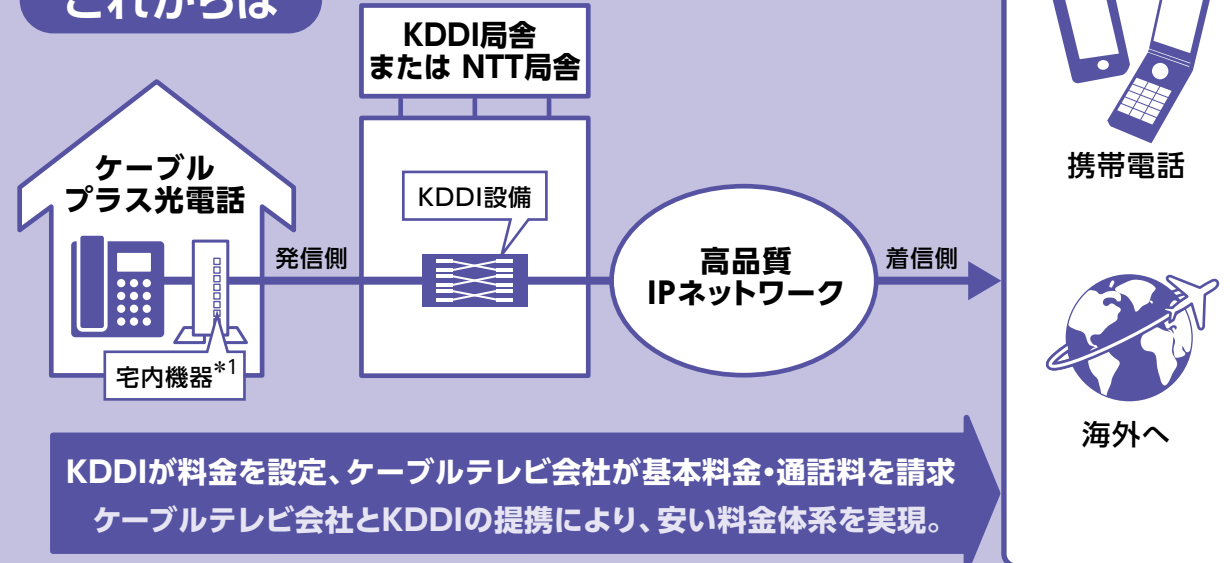 これからは
KDDI局舎
または NTT局舎
ケーブル
プラス光電話
KDDI設備
発信側
高品質
IPネットワーク
着信側
宅内機器*1
携帯電話
海外へ
KDDIが料金を設定、ケーブルテレビ会社が基本料金・通話料を請求
ケーブルテレビ会社とKDDIの提携により、安い料金体系を実現。